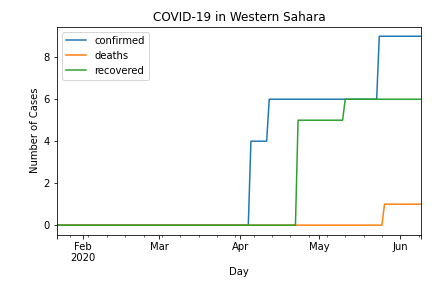 COVID-19 in Western Sahara
confirmed
deaths
recovered
Number of Cases
8
6
4
2
0
Feb
2020
Mar
Apr
May
Jun
Day